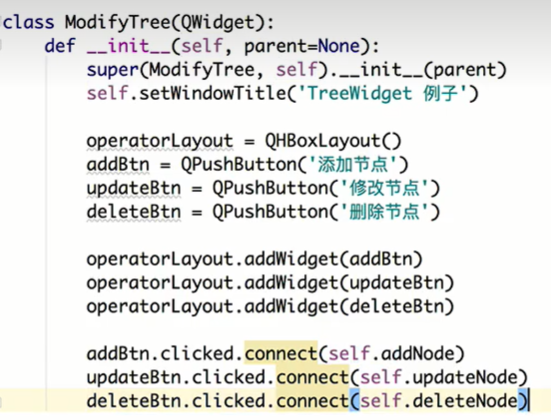 class ModifyTree(QWidget):
    def __init__(self, parent=None):
        super(ModifyTree, self).__init__(parent)
        self.setWindowTitle('TreeWidget 例子')

        operatorLayout = QHBoxLayout()
        addBtn = QPushButton('添加节点')
        updateBtn = QPushButton('修改节点')
        deleteBtn = QPushButton('删除节点')

        operatorLayout.addWidget(addBtn)
        operatorLayout.addWidget(updateBtn)
        operatorLayout.addWidget(deleteBtn)

        addBtn.clicked.connect(self.addNode)
        updateBtn.clicked.connect(self.updateNode)
        deleteBtn.clicked.connect(self.deleteNode)